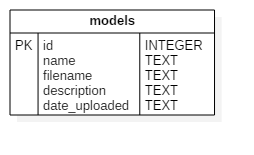 models
PK id INTEGER
name TEXT
filename TEXT
description TEXT
date_uploaded TEXT